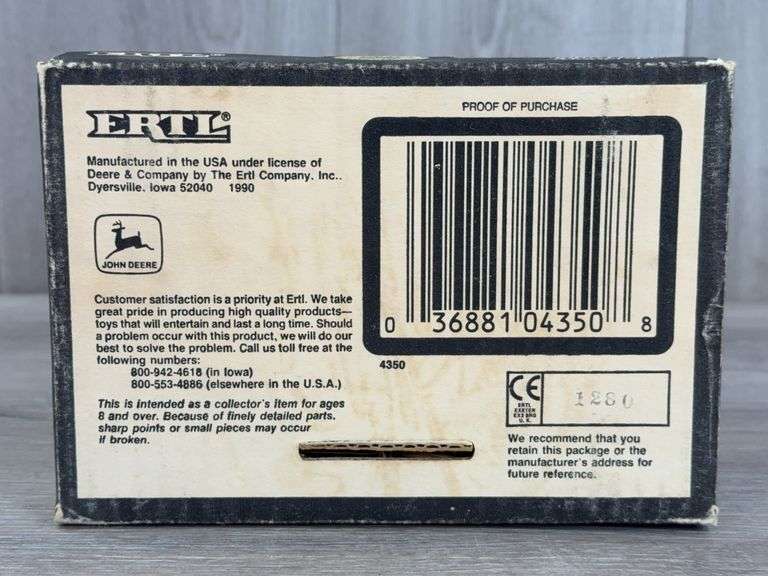 ERTL®
Manufactured in the USA under license of
Deere & Company by The Ertl Company, Inc..
Dyersville, Iowa 52040 1990
JOHN DEERE
Customer satisfaction is a priority at Ertl. We take
great pride in producing high quality products—
toys that will entertain and last a long time. Should
a problem occur with this product, we will do our
best to solve the problem. Call us toll free at the
following numbers:
800-942-4618 (in Iowa)
800-553-4886 (elsewhere in the U.S.A.)
This is intended as a collector's item for ages
8 and over. Because of finely detailed parts,
sharp points or small pieces may occur
if broken.
PROOF OF PURCHASE
0 36881 04350 8
4350
CE
ERTL
EXETER
EX2 8RG
U.K.
1280
We recommend that you
retain this package or the
manufacturer's address for
future reference.